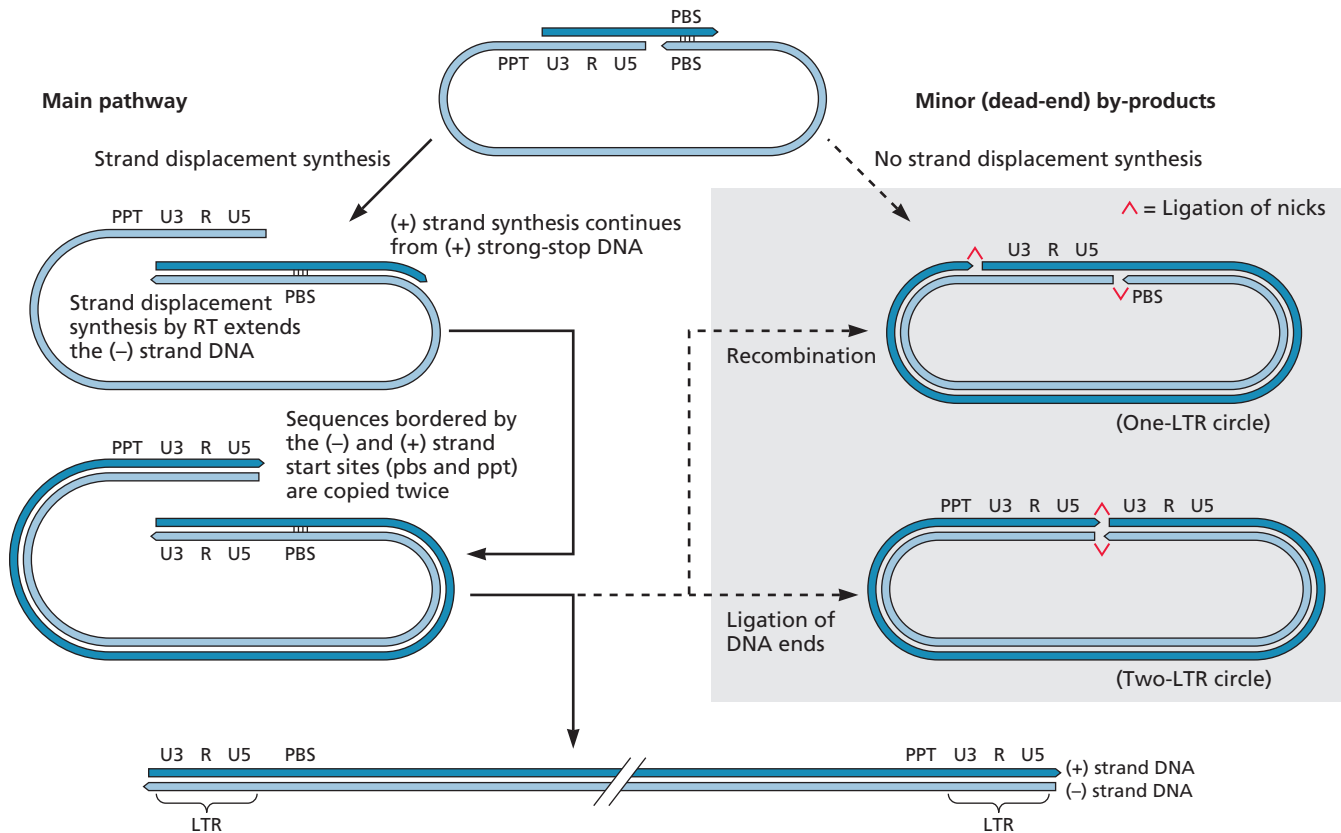 PBS
PPT U3 R U5 PBS
Main pathway
Minor (dead-end) by-products
Strand displacement synthesis
No strand displacement synthesis
PPT U3 R U5
(+) strand synthesis continues
from (+) strong-stop DNA
PBS
Strand displacement
synthesis by RT extends
the (–) strand DNA
^ = Ligation of nicks
U3 R U5
PBS
Recombination
(One-LTR circle)
Sequences bordered by
the (–) and (+) strand
start sites (pbs and ppt)
are copied twice
PPT U3 R U5
U3 R U5 PBS
PPT U3 R U5 U3 R U5
Ligation of
DNA ends
(Two-LTR circle)
U3 R U5 PBS PPT U3 R U5
(+) strand DNA
(–) strand DNA
LTR LTR